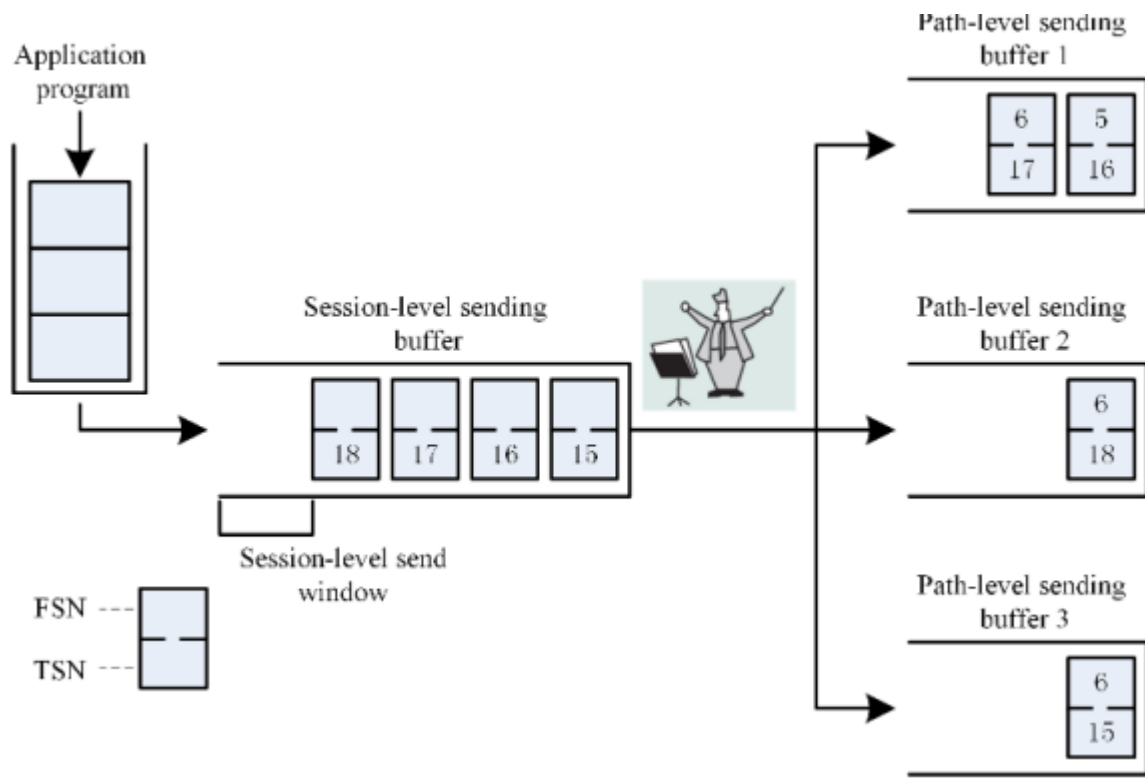 Application
program
Session-level sending
buffer
18 17 16 15
Session-level send
window
FSN
TSN
Path-level sending
buffer 1
6 5
17 16
Path-level sending
buffer 2
6
18
Path-level sending
buffer 3
6
15